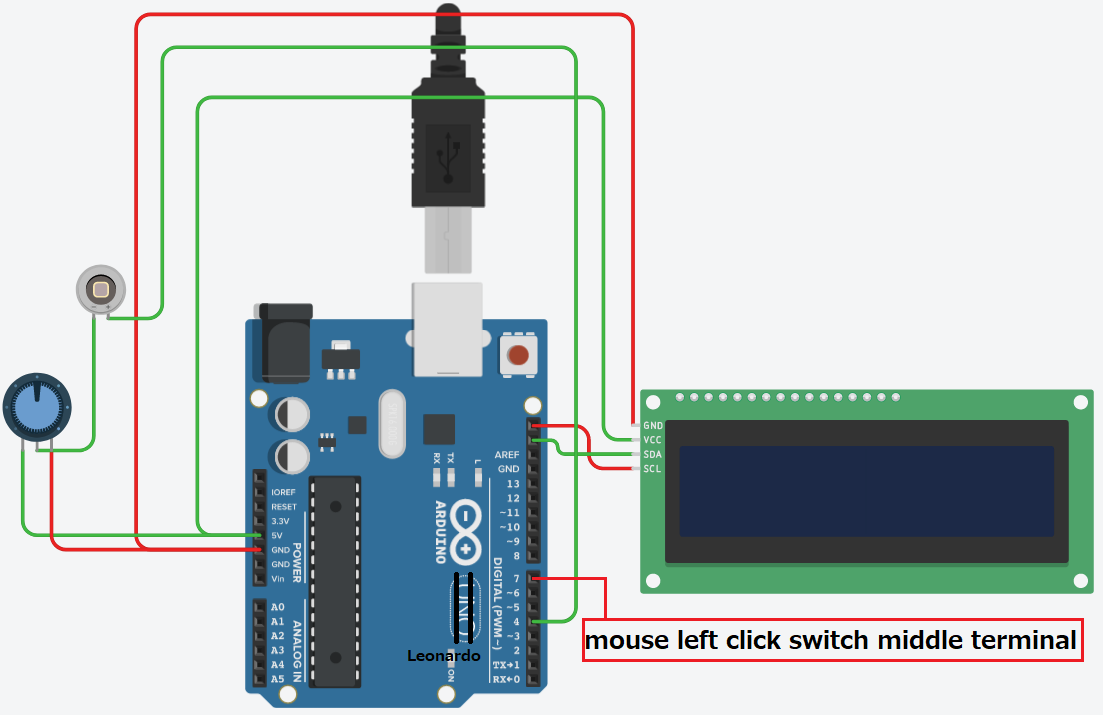 GND
VCC
SDA
SCL
AREF
GND
13
12
~11
~10
~9
8
7
~6
~5
4
~3
2
TX→1
RX←0
DIGITAL (PWM~)
RX
TX
L
ARDUINO
UNO
ON
Leonardo
IOREF
RESET
3.3V
5V
GND
GND
Vin
POWER
A0
A1
A2
A3
A4
A5
ANALOG IN
mouse left click switch middle terminal